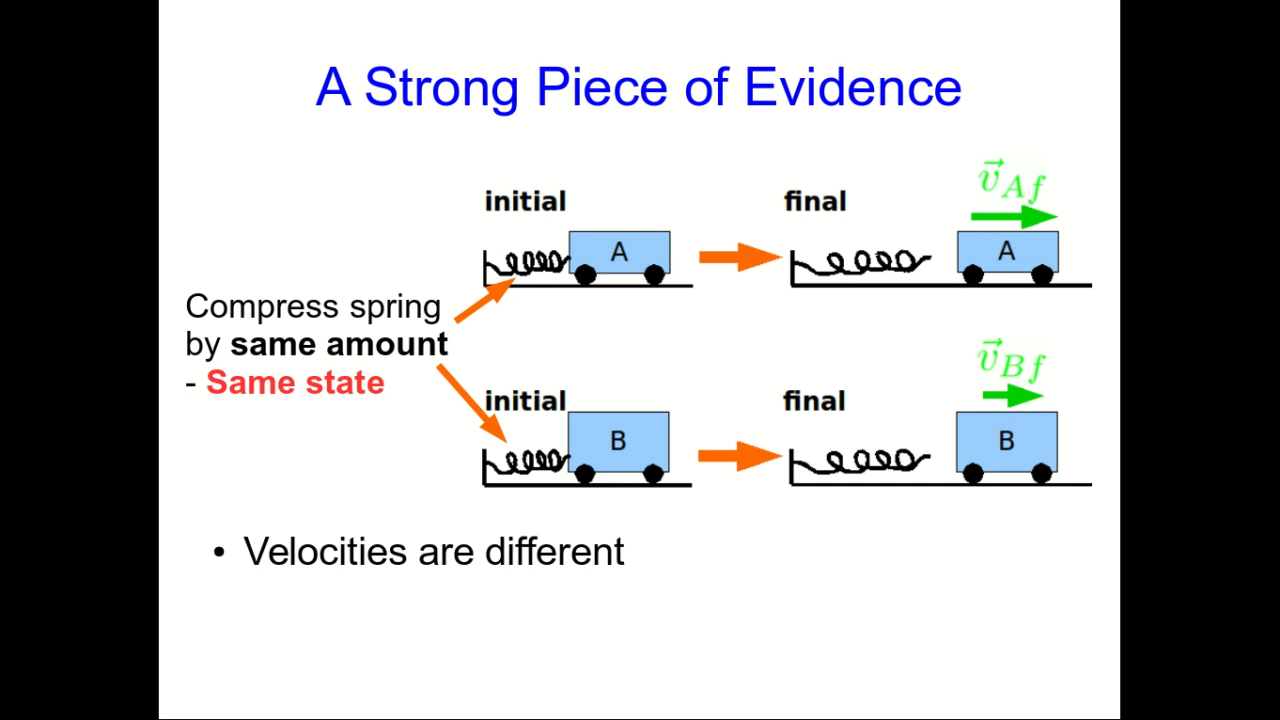 A Strong Piece of Evidence
initial
final
v⃗Af
A
A
Compress spring
by same amount
- Same state
v⃗Bf
initial
final
B
B
• Velocities are different